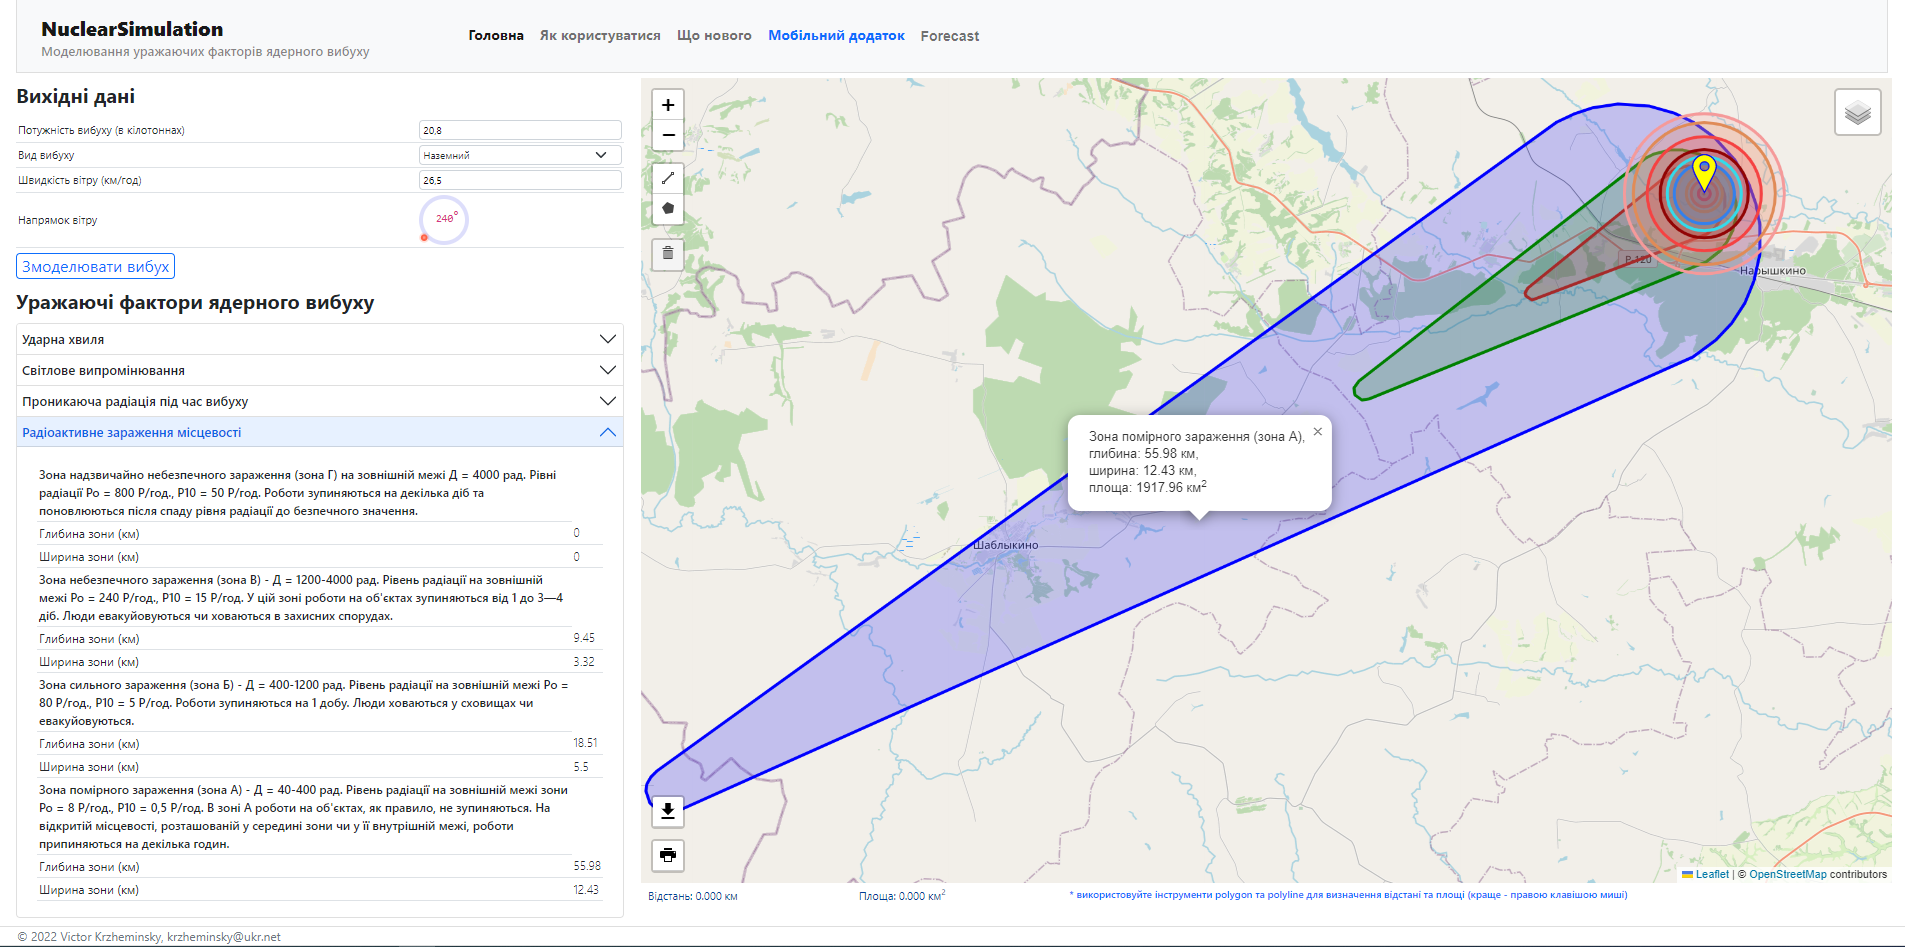 NuclearSimulation
Моделювання уражаючих факторів ядерного вибуху
Головна
Як користуватися
Що нового
Мобільний додаток
Forecast
Вихідні дані
Потужність вибуху (в кілотоннах)
20,8
Вид вибуху
Наземний
Швидкість вітру (км/год)
26,5
Напрямок вітру
240°
Змоделювати вибух
Уражаючі фактори ядерного вибуху
Ударна хвиля
Світлове випромінювання
Проникаюча радіація під час вибуху
Радіоактивне зараження місцевості
Зона надзвичайно небезпечного зараження (зона Г) на зовнішній межі Д = 4000 рад. Рівні
радіації Ро = 800 Р/год., Р10 = 50 Р/год. Роботи зупиняються на декілька діб та
поновлюються після спаду рівня радіації до безпечного значення.
Глибина зони (км)
0
Ширина зони (км)
0
Зона небезпечного зараження (зона В) - Д = 1200-4000 рад. Рівень радіації на зовнішній
межі Ро = 240 Р/год., Р10 = 15 Р/год. У цій зоні роботи на об'єктах зупиняються від 1 до 3—4
діб. Люди евакуйовуються чи ховаються в захисних спорудах.
Глибина зони (км)
9.45
Ширина зони (км)
3.32
Зона сильного зараження (зона Б) - Д = 400-1200 рад. Рівень радіації на зовнішній межі Ро =
80 Р/год., Р10 = 5 Р/год. Роботи зупиняються на 1 добу. Люди ховаються у сховищах чи
евакуйовуються.
Глибина зони (км)
18.51
Ширина зони (км)
5.5
Зона помірного зараження (зона А) - Д = 40-400 рад. Рівень радіації на зовнішній межі зони
Ро = 8 Р/год., Р10 = 0,5 Р/год. В зоні А роботи на об'єктах, як правило, не зупиняються. На
відкритій місцевості, розташованій у середині зони чи у її внутрішній межі, роботи
припиняються на декілька годин.
Глибина зони (км)
55.98
Ширина зони (км)
12.43
+
−
Р-120
Нарышкино
Зона помірного зараження (зона А),
глибина: 55.98 км,
ширина: 12.43 км,
площа: 1917.96 км²
×
Шаблыкино
Leaflet | © OpenStreetMap contributors
Відстань: 0.000 км
Площа: 0.000 км²
* використовуйте інструменти polygon та polyline для визначення відстані та площі (краще - правою клавішою миші)
© 2022 Victor Krzheminsky, krzheminsky@ukr.net